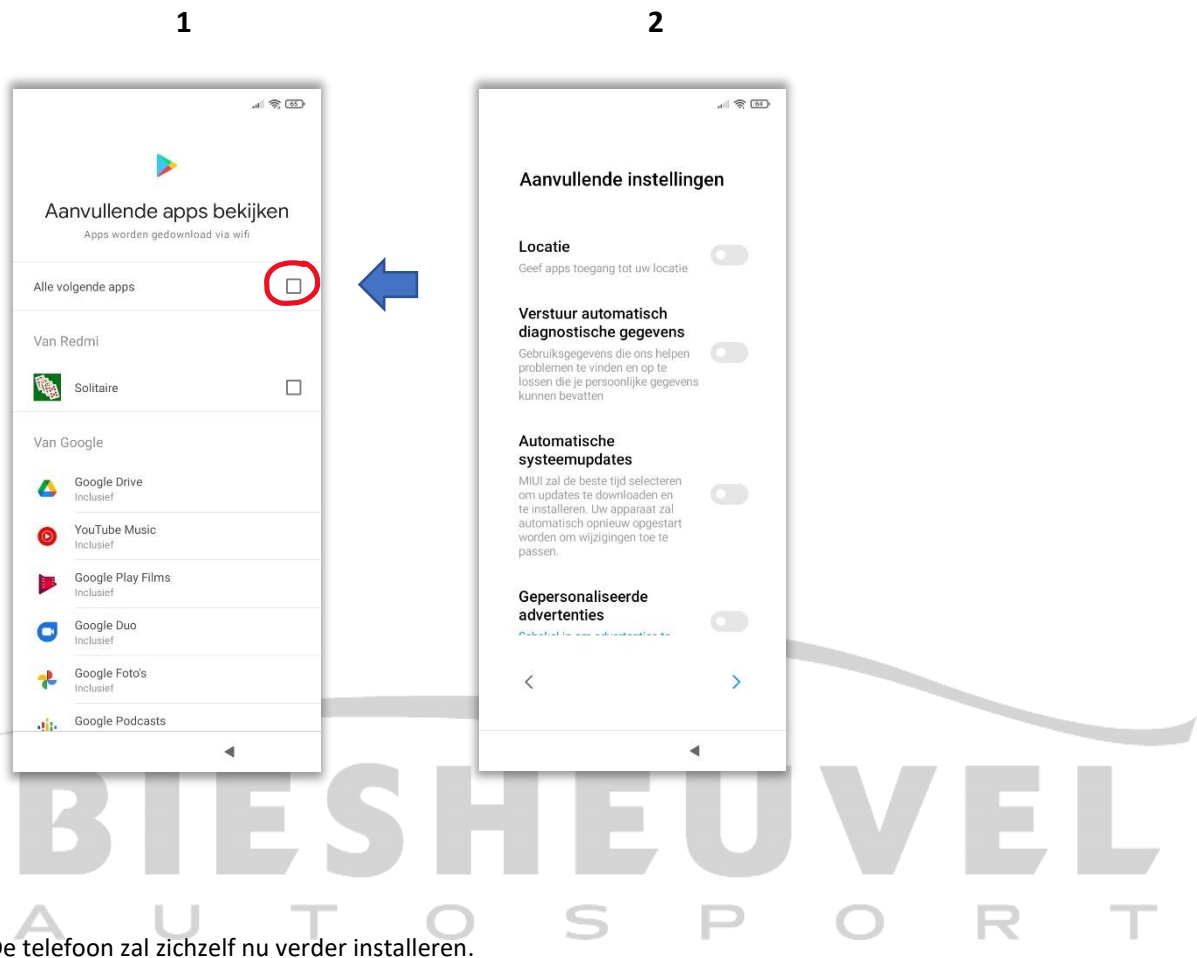 1
2
65
Aanvullende apps bekijken
Apps worden gedownload via wifi
Alle volgende apps
Van Redmi
Solitaire
Van Google
Google Drive
Inclusief
YouTube Music
Inclusief
Google Play Films
Inclusief
Google Duo
Inclusief
Google Foto's
Inclusief
Google Podcasts
64
Aanvullende instellingen
Locatie
Geef apps toegang tot uw locatie
Verstuur automatisch
diagnostische gegevens
Gebruiksgegevens die ons helpen
problemen te vinden en op te
lossen die je persoonlijke gegevens
kunnen bevatten
Automatische
systeemupdates
MIUI zal de beste tijd selecteren
om updates te downloaden en
te installeren. Uw apparaat zal
automatisch opnieuw opgestart
worden om wijzigingen toe te
passen.
Gepersonaliseerde
advertenties
BIESHEUVEL
AUTOSPORT
De telefoon zal zichzelf nu verder installeren.